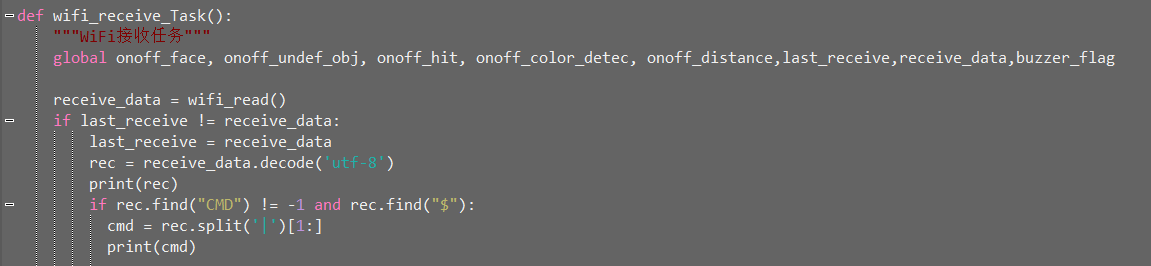 def wifi_receive_Task():
    """WiFi接收任务"""
    global onoff_face, onoff_undef_obj, onoff_hit, onoff_color_detec, onoff_distance,last_receive,receive_data,buzzer_flag

    receive_data = wifi_read()
    if last_receive != receive_data:
        last_receive = receive_data
        rec = receive_data.decode('utf-8')
        print(rec)
        if rec.find("CMD") != -1 and rec.find("$"):
          cmd = rec.split('|')[1:]
          print(cmd)